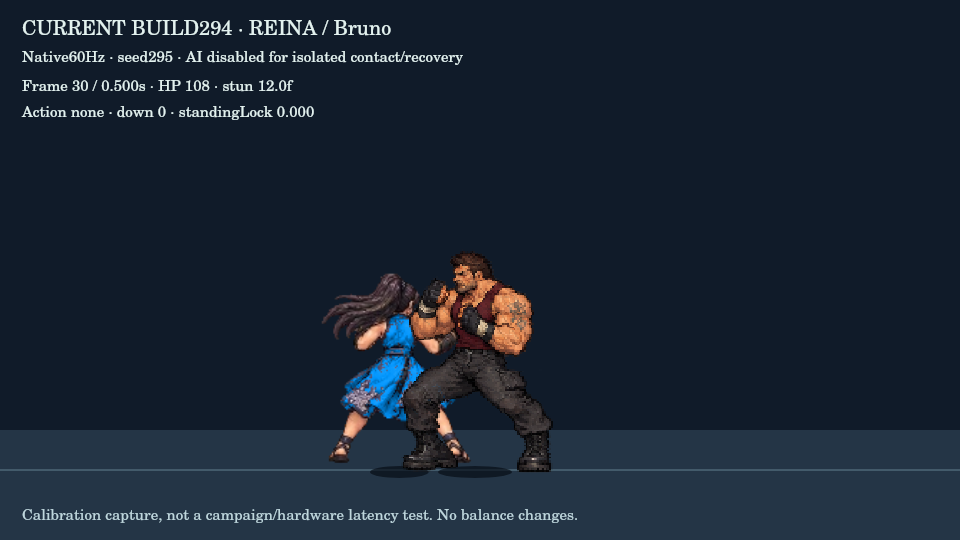 CURRENT BUILD294 · REINA / Bruno
Native60Hz · seed295 · AI disabled for isolated contact/recovery
Frame 30 / 0.500s · HP 108 · stun 12.0f
Action none · down 0 · standingLock 0.000
Calibration capture, not a campaign/hardware latency test. No balance changes.